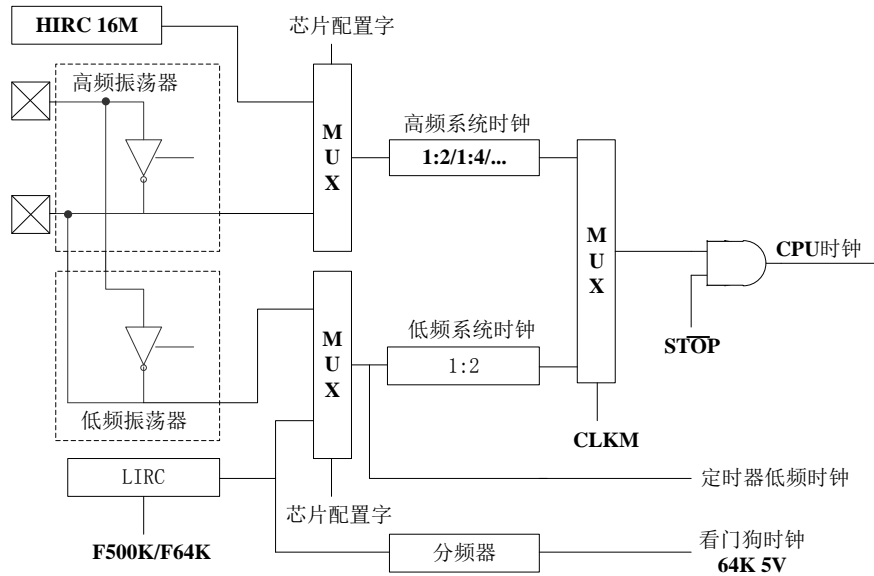 HIRC 16M
芯片配置字
高频振荡器
MUX
高频系统时钟
1:2/1:4/...
MUX
CPU时钟
STOP
MUX
低频系统时钟
1:2
低频振荡器
CLKM
LIRC
定时器低频时钟
芯片配置字
F500K/F64K
分频器
看门狗时钟
64K 5V